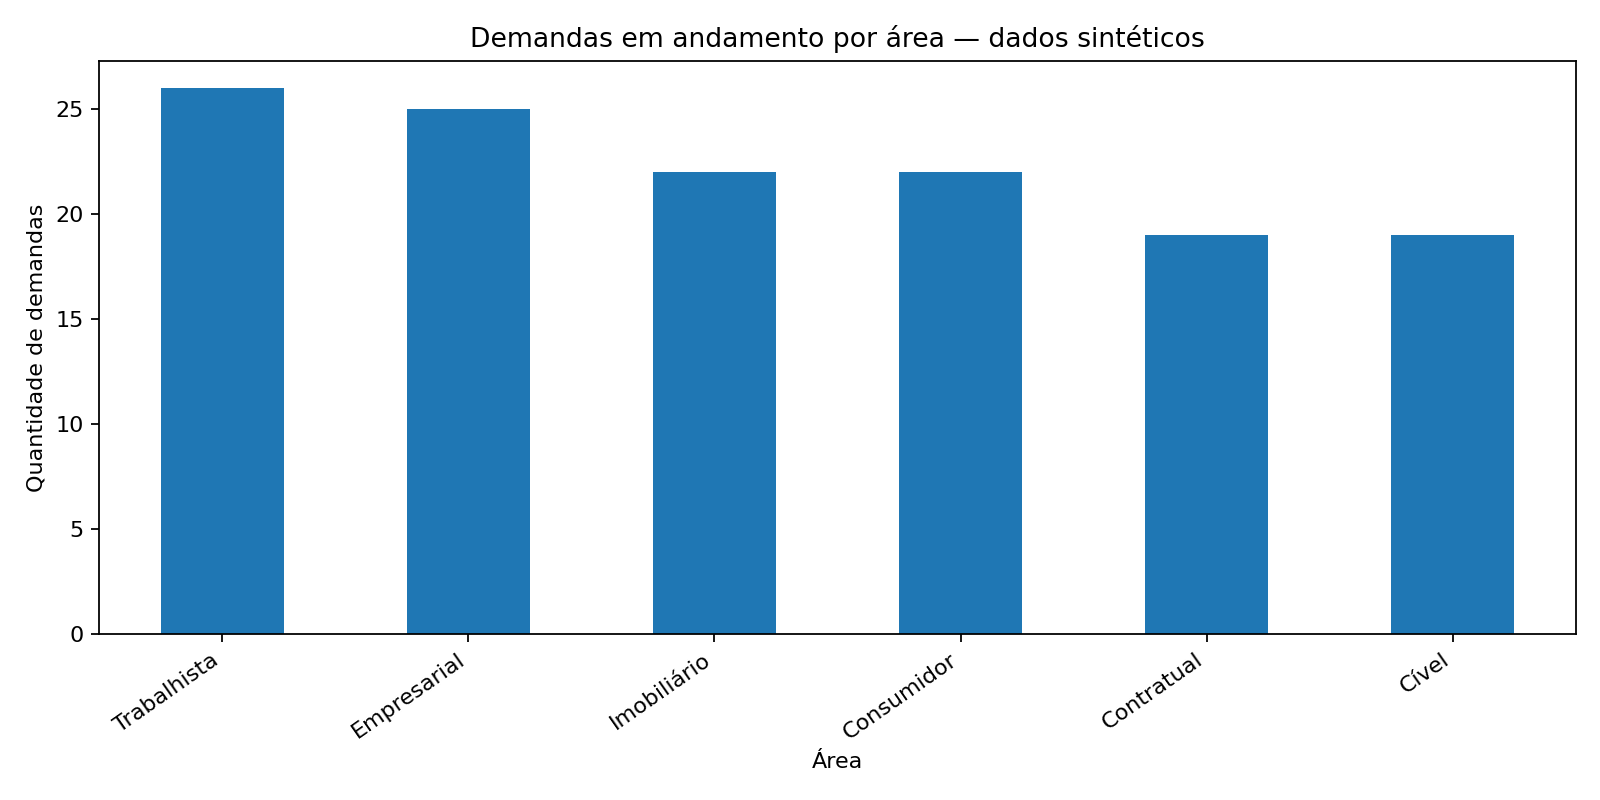 Demandas em andamento por área — dados sintéticos
Quantidade de demandas
25
20
15
10
5
0
Trabalhista
Empresarial
Imobiliário
Consumidor
Contratual
Cível
Área